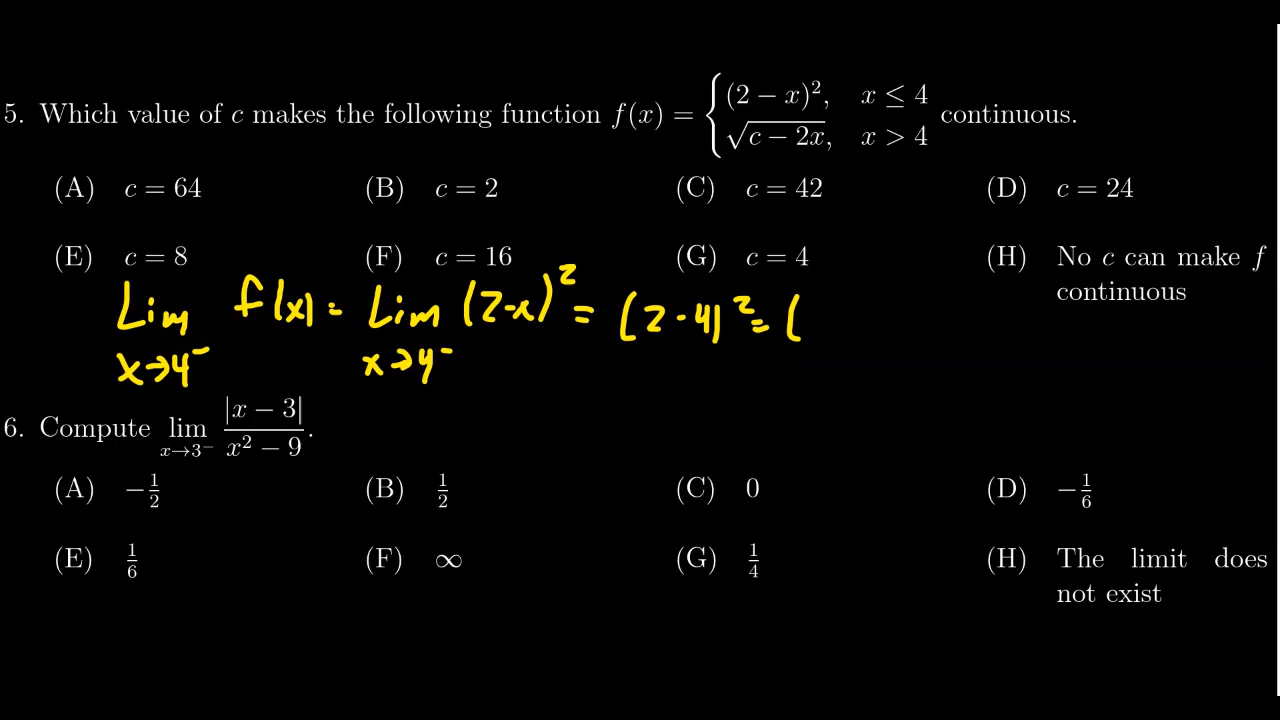 5. Which value of c makes the following function f(x) = { (2 − x)², x ≤ 4
√(c − 2x), x > 4 continuous.
(A) c = 64 (B) c = 2 (C) c = 42 (D) c = 24
(E) c = 8 (F) c = 16 (G) c = 4 (H) No c can make f
continuous
Lim f(x) = Lim (2-x)² = (2-4)² = (
x→4⁻ x→4⁻
6. Compute lim x→3⁻ |x − 3| / (x² − 9).
(A) −1/2 (B) 1/2 (C) 0 (D) −1/6
(E) 1/6 (F) ∞ (G) 1/4 (H) The limit does
not exist